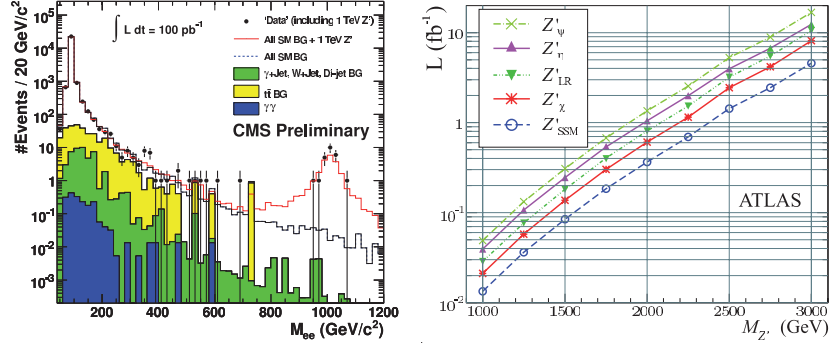 #Events / 20 GeV/c²
10⁵
10⁴
10³
10²
10
1
10⁻¹
10⁻²
10⁻³
∫ L dt = 100 pb⁻¹
'Data' (including 1 TeV Z')
All SM BG + 1 TeV Z'
All SM BG
γ+Jet, W+Jet, Di-jet BG
tt̄ BG
γγ
CMS Preliminary
200 400 600 800 1000 1200
M_ee (GeV/c²)
L (fb⁻¹)
10
1
10⁻¹
10⁻²
Z'_ψ
Z'_η
Z'_LR
Z'_χ
Z'_SSM
ATLAS
1000 1500 2000 2500 3000
M_Z' (GeV)